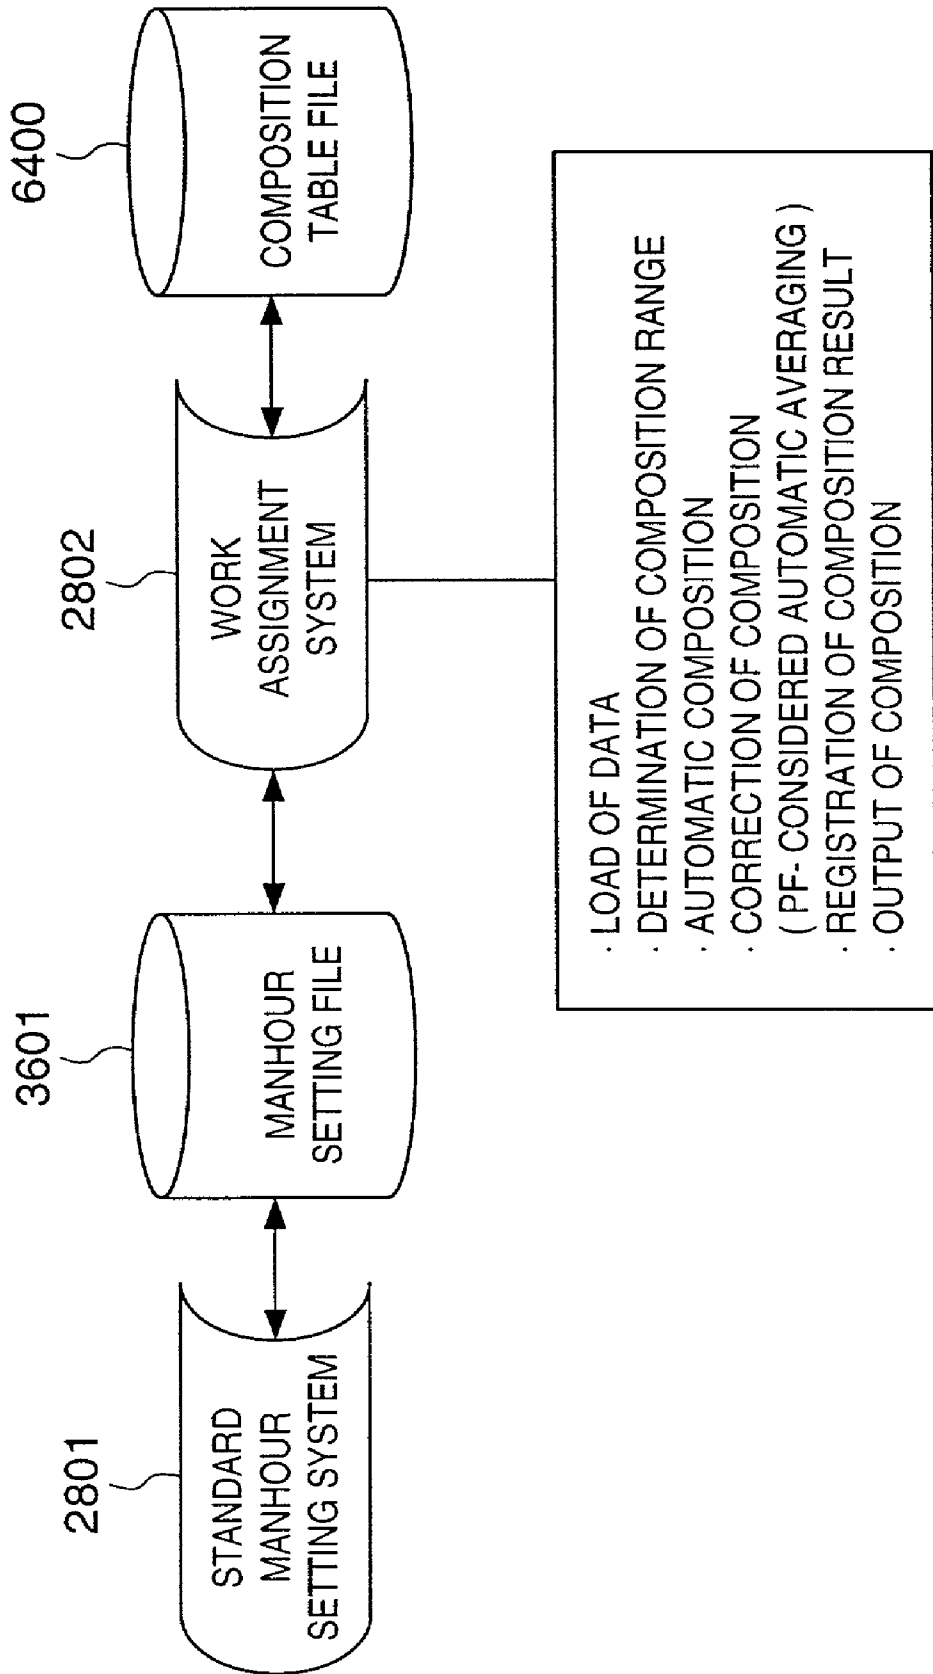 2801
STANDARD
MANHOUR
SETTING SYSTEM
3601
MANHOUR
SETTING FILE
2802
WORK
ASSIGNMENT
SYSTEM
6400
COMPOSITION
TABLE FILE
· LOAD OF DATA
· DETERMINATION OF COMPOSITION RANGE
· AUTOMATIC COMPOSITION
· CORRECTION OF COMPOSITION
( PF- CONSIDERED AUTOMATIC AVERAGING )
· REGISTRATION OF COMPOSITION RESULT
· OUTPUT OF COMPOSITION